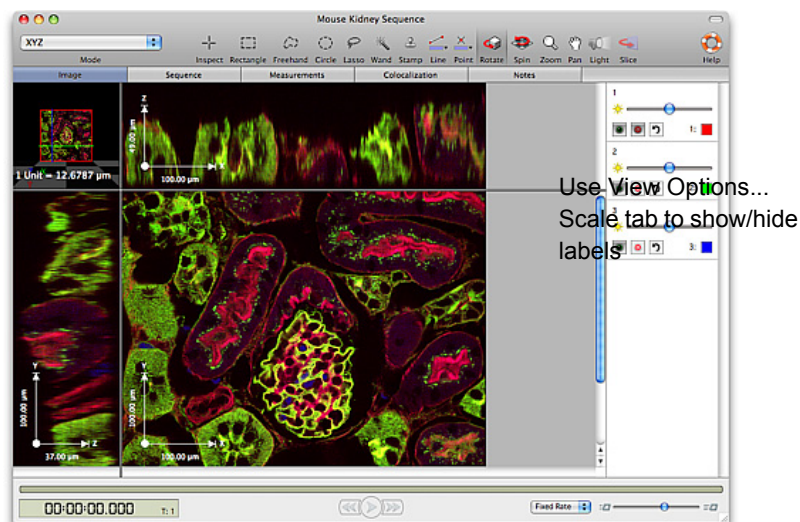 Mouse Kidney Sequence
XYZ
Mode
Inspect Rectangle Freehand Circle Lasso Wand Stamp Line Point Rotate Spin Zoom Pan Light Slice Help
Image Sequence Measurements Colocalization Notes
1 Unit = 12.6787 µm
Z
49.00 µm
X
100.00 µm
1
1:
2
Use View Options...
Scale tab to show/hide
labels
3:
Y
100.00 µm
Z
37.00 µm
Y
100.00 µm
X
100.00 µm
00:00:00.000 T: 1
Fixed Rate